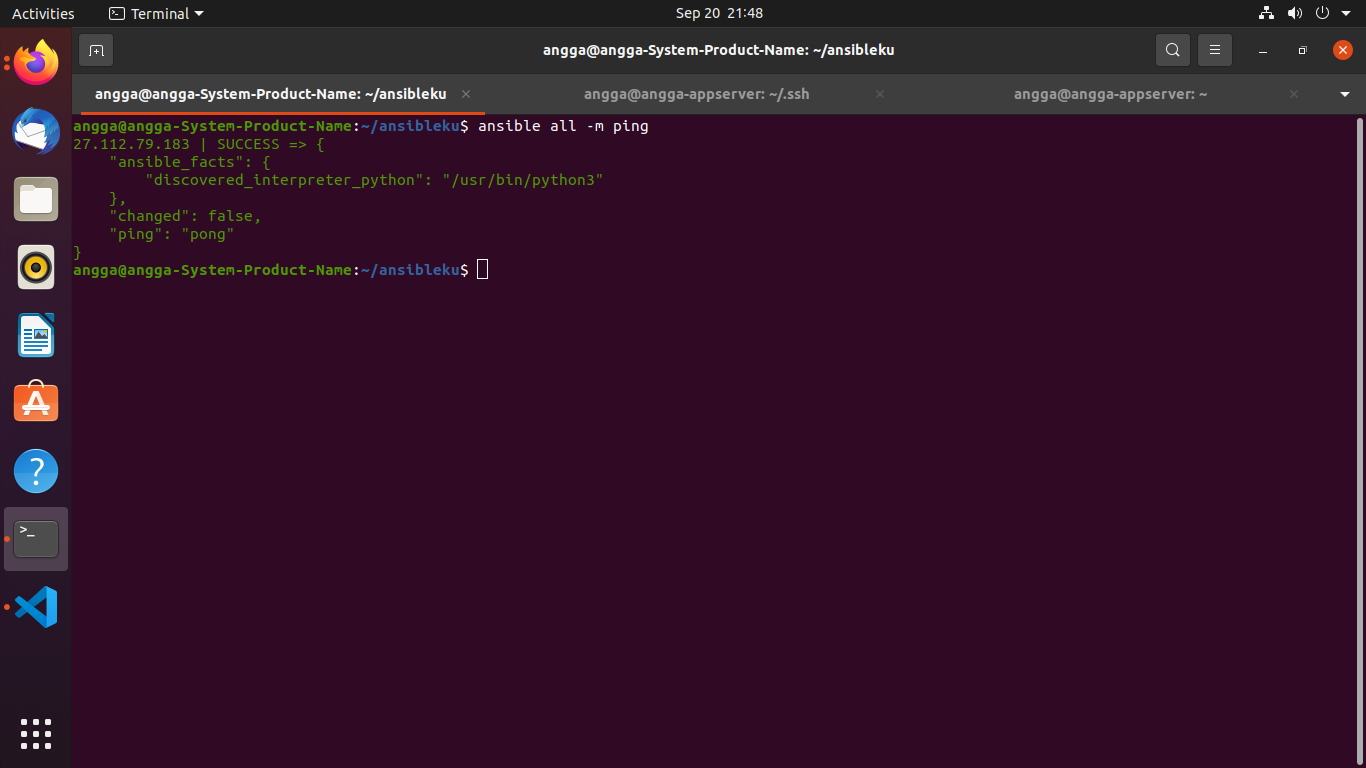 Activities
Terminal
Sep 20 21:48
angga@angga-System-Product-Name: ~/ansibleku
angga@angga-System-Product-Name: ~/ansibleku
angga@angga-appserver: ~/.ssh
angga@angga-appserver: ~
angga@angga-System-Product-Name:~/ansibleku$ ansible all -m ping
27.112.79.183 | SUCCESS => {
    "ansible_facts": {
        "discovered_interpreter_python": "/usr/bin/python3"
    },
    "changed": false,
    "ping": "pong"
}
angga@angga-System-Product-Name:~/ansibleku$